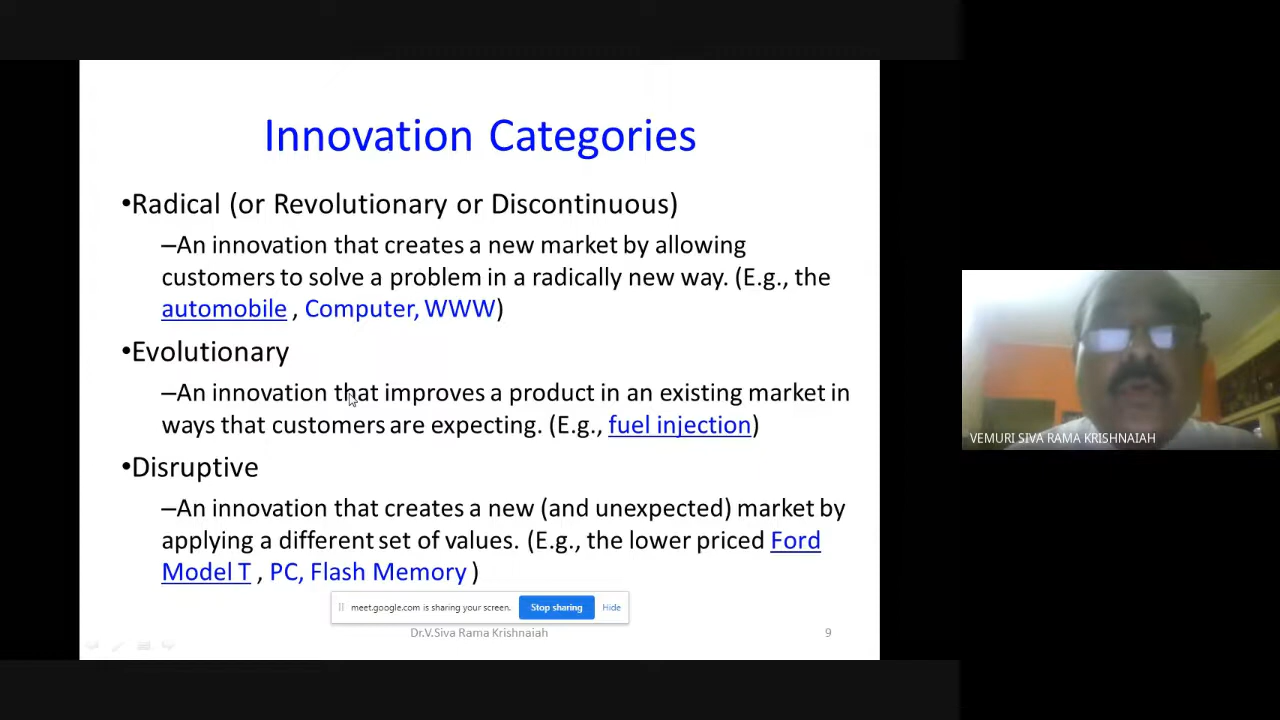 Innovation Categories
•Radical (or Revolutionary or Discontinuous)
–An innovation that creates a new market by allowing
customers to solve a problem in a radically new way. (E.g., the
automobile , Computer, WWW)
•Evolutionary
–An innovation that improves a product in an existing market in
ways that customers are expecting. (E.g., fuel injection)
•Disruptive
–An innovation that creates a new (and unexpected) market by
applying a different set of values. (E.g., the lower priced Ford
Model T , PC, Flash Memory )
meet.google.com is sharing your screen. Stop sharing Hide
Dr.V.Siva Rama Krishnaiah 9
VEMURI SIVA RAMA KRISHNAIAH